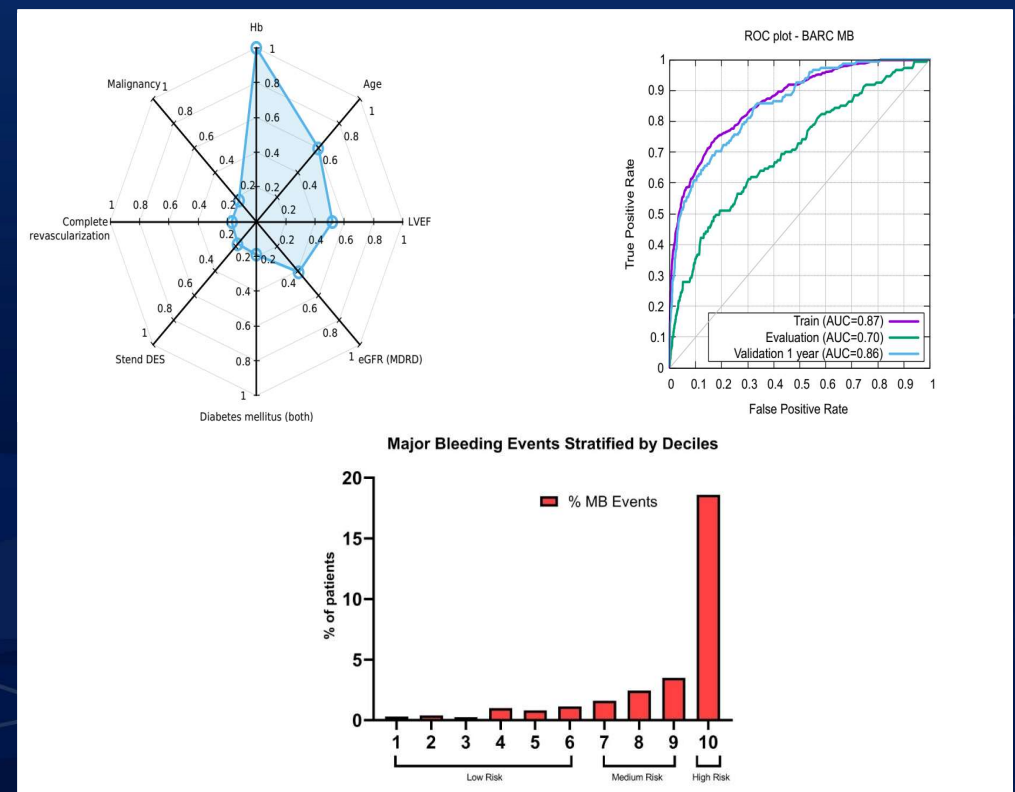 Hb
1
0.8
0.6
0.4
0.2
Age
1
0.8
0.6
0.4
0.2
LVEF
0.2 0.4 0.6 0.8 1
eGFR (MDRD)
0.2
0.4
0.6
0.8
1
Diabetes mellitus (both)
0.2
0.4
0.6
0.8
1
Stend DES
0.2
0.4
0.6
0.8
1
Complete
revascularization
1 0.8 0.6 0.4 0.2
Malignancy
1
0.8
0.6
0.4
0.2
ROC plot - BARC MB
True Positive Rate
1
0.9
0.8
0.7
0.6
0.5
0.4
0.3
0.2
0.1
0
Train (AUC=0.87)
Evaluation (AUC=0.70)
Validation 1 year (AUC=0.86)
0 0.1 0.2 0.3 0.4 0.5 0.6 0.7 0.8 0.9 1
False Positive Rate
Major Bleeding Events Stratified by Deciles
% MB Events
% of patients
20
15
10
5
0
1 2 3 4 5 6 7 8 9 10
Low Risk Medium Risk High Risk